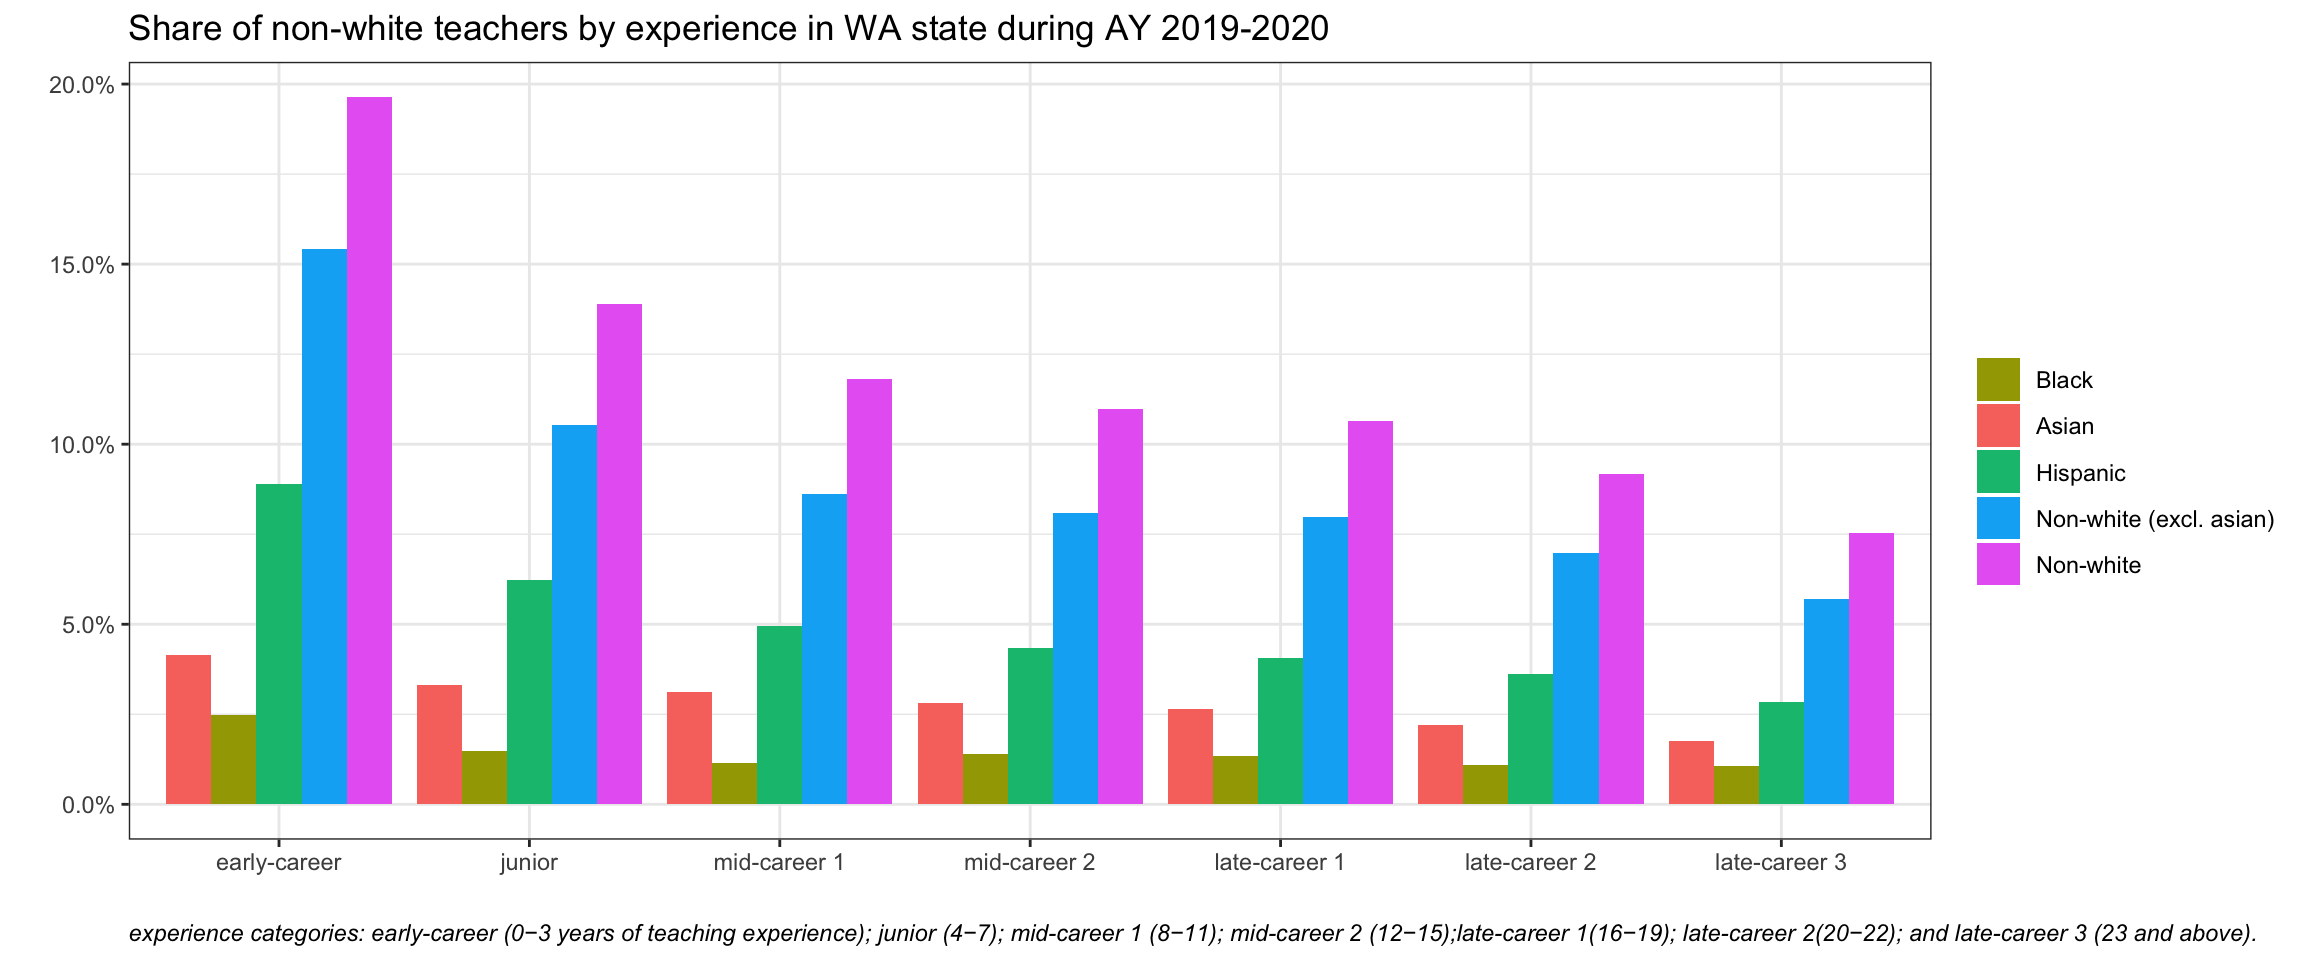 Share of non-white teachers by experience in WA state during AY 2019-2020
20.0%
15.0%
10.0%
5.0%
0.0%
early-career
junior
mid-career 1
mid-career 2
late-career 1
late-career 2
late-career 3
Black
Asian
Hispanic
Non-white (excl. asian)
Non-white
experience categories: early-career (0−3 years of teaching experience); junior (4−7); mid-career 1 (8−11); mid-career 2 (12−15);late-career 1(16−19); late-career 2(20−22); and late-career 3 (23 and above).